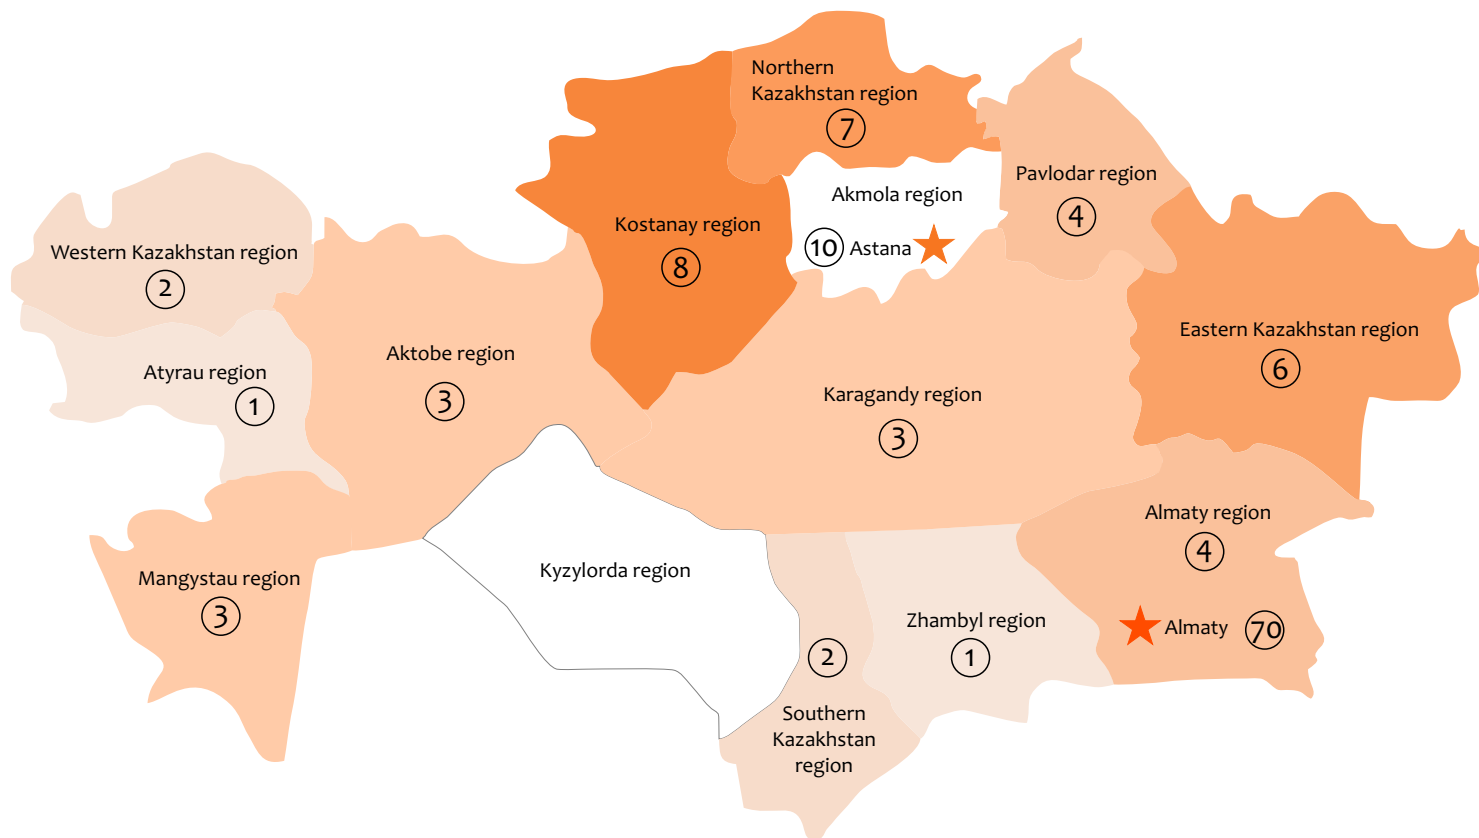 Northern
Kazakhstan region
7
Pavlodar region
4
Akmola region
10 Astana
Kostanay region
8
Western Kazakhstan region
2
Eastern Kazakhstan region
6
Aktobe region
3
Atyrau region
1
Karagandy region
3
Almaty region
4
Kyzylorda region
Mangystau region
3
Zhambyl region
1
Almaty 70
2
Southern
Kazakhstan
region